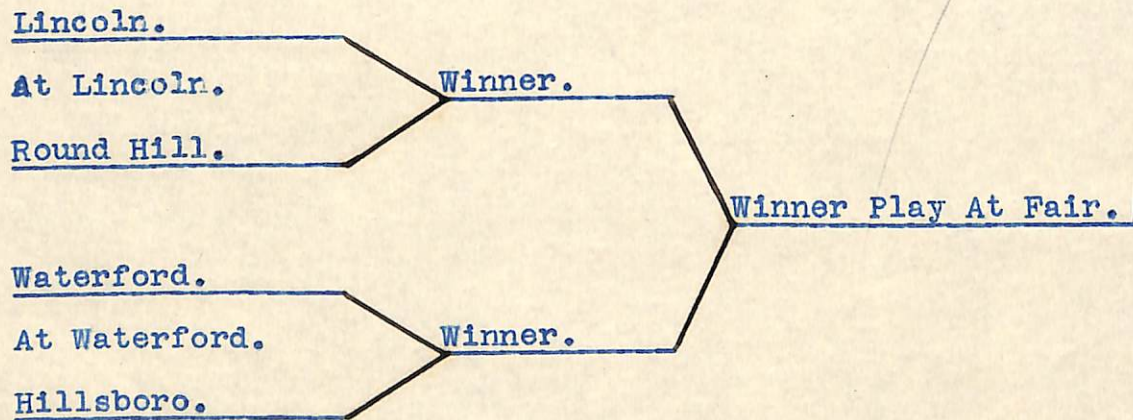 Lincoln.
At Lincoln.
Winner.
Round Hill.
Winner Play At Fair.
Waterford.
At Waterford.
Winner.
Hillsboro.